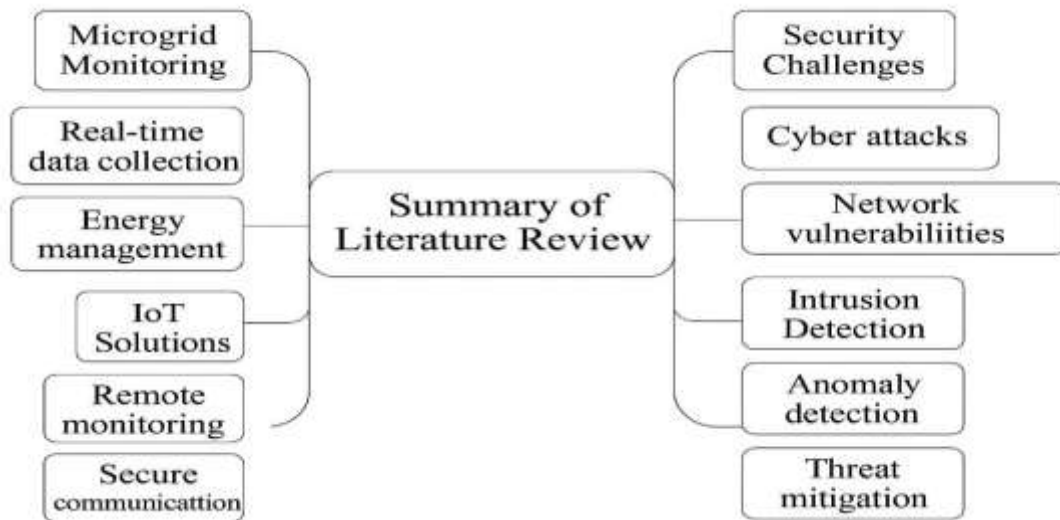 Microgrid
Monitoring
Real-time
data collection
Energy
management
IoT
Solutions
Remote
monitoring
Secure
communicattion
Summary of
Literature Review
Security
Challenges
Cyber attacks
Network
vulnerabiliities
Intrusion
Detection
Anomaly
detection
Threat
mitigation